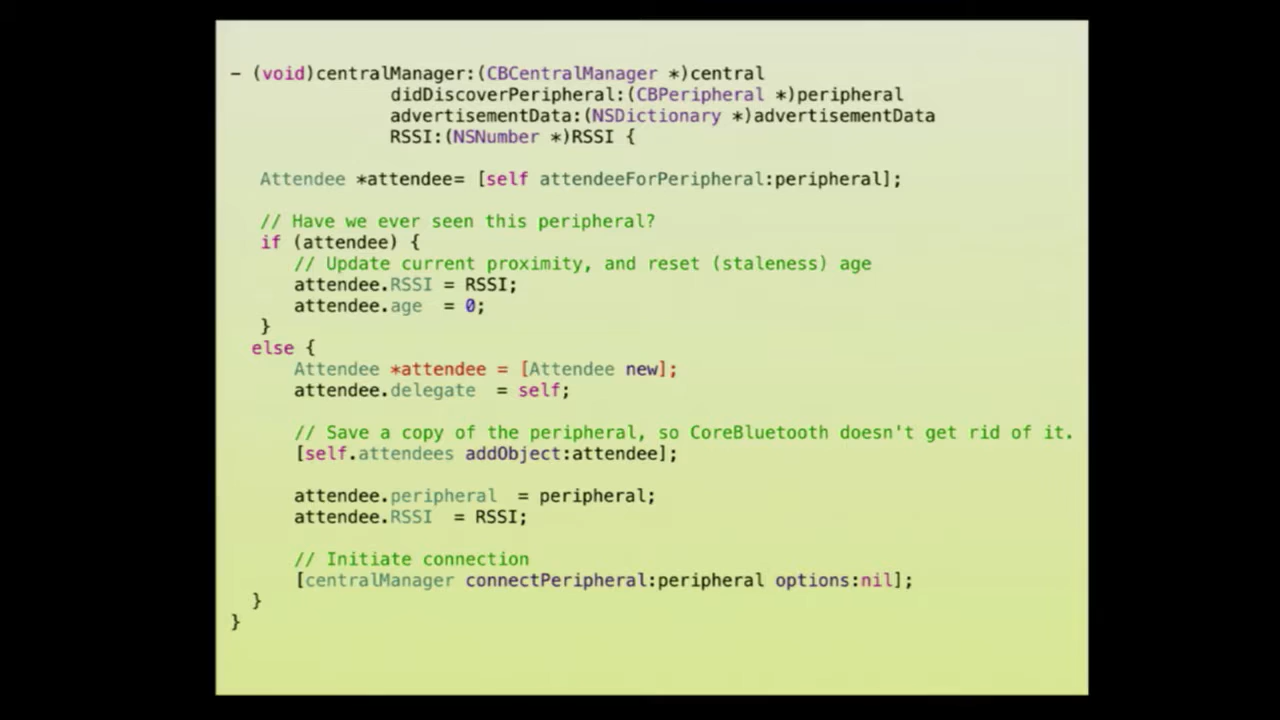 - (void)centralManager:(CBCentralManager *)central
didDiscoverPeripheral:(CBPeripheral *)peripheral
advertisementData:(NSDictionary *)advertisementData
RSSI:(NSNumber *)RSSI {
Attendee *attendee= [self attendeeForPeripheral:peripheral];
// Have we ever seen this peripheral?
if (attendee) {
// Update current proximity, and reset (staleness) age
attendee.RSSI = RSSI;
attendee.age = 0;
}
else {
Attendee *attendee = [Attendee new];
attendee.delegate = self;
// Save a copy of the peripheral, so CoreBluetooth doesn't get rid of it.
[self.attendees addObject:attendee];
attendee.peripheral = peripheral;
attendee.RSSI = RSSI;
// Initiate connection
[centralManager connectPeripheral:peripheral options:nil];
}
}